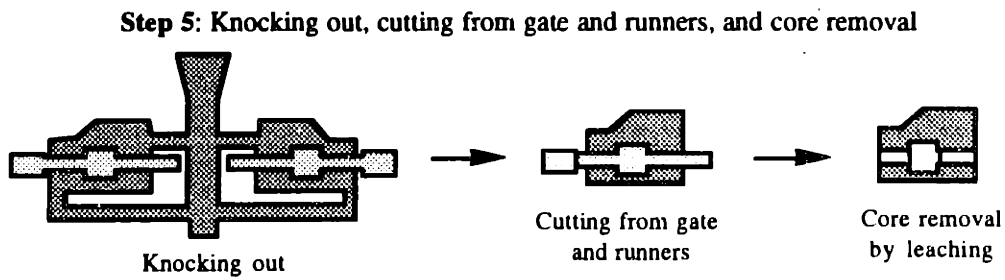 Step 5: Knocking out, cutting from gate and runners, and core removal
Knocking out
Cutting from gate
and runners
Core removal
by leaching